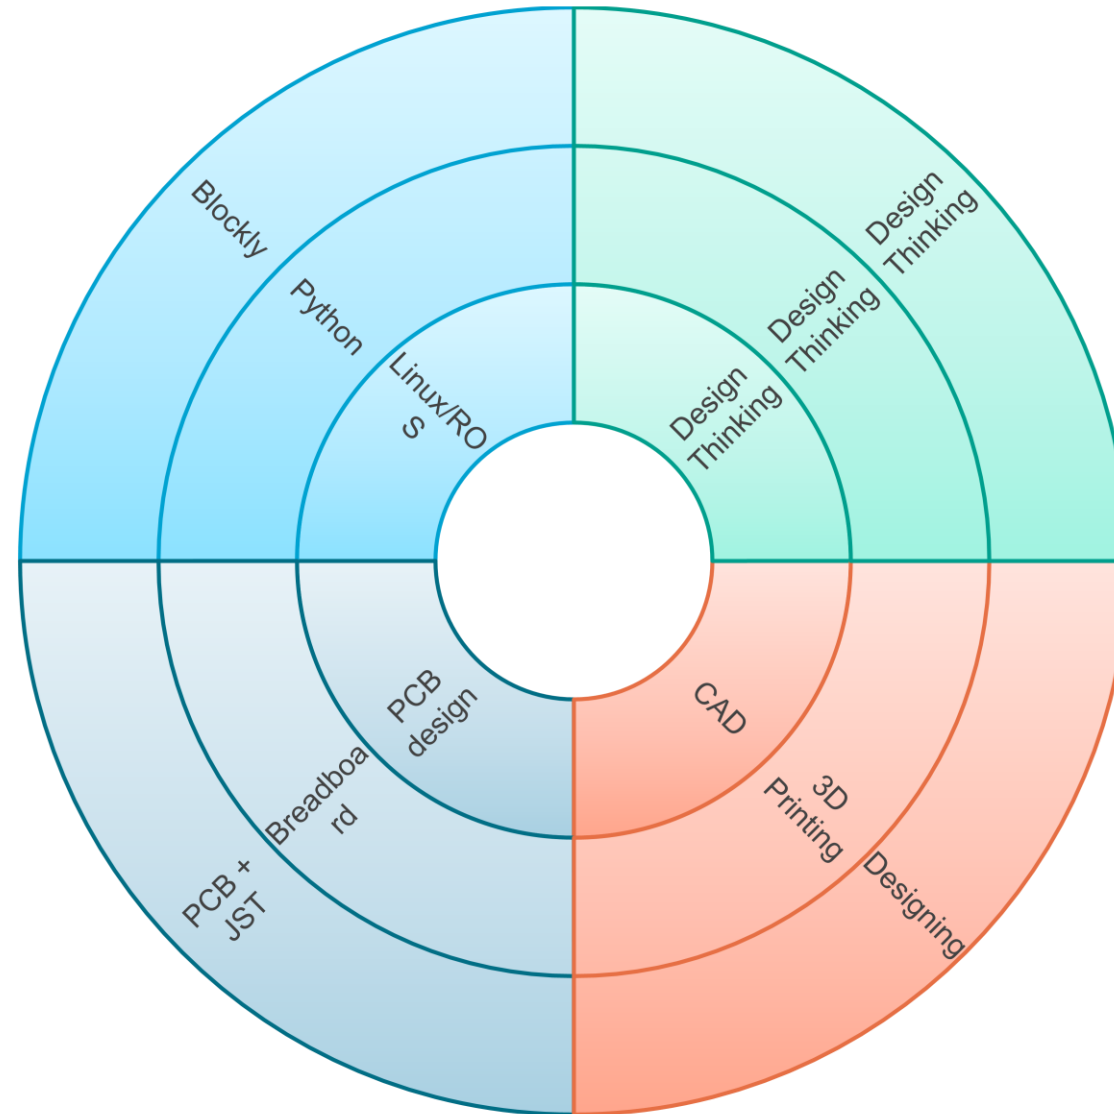 Blockly
Python
Linux/RO
S
Design
Thinking
Design
Thinking
Design
Thinking
PCB
design
Breadboa
rd
PCB +
JST
CAD
3D
Printing
Designing